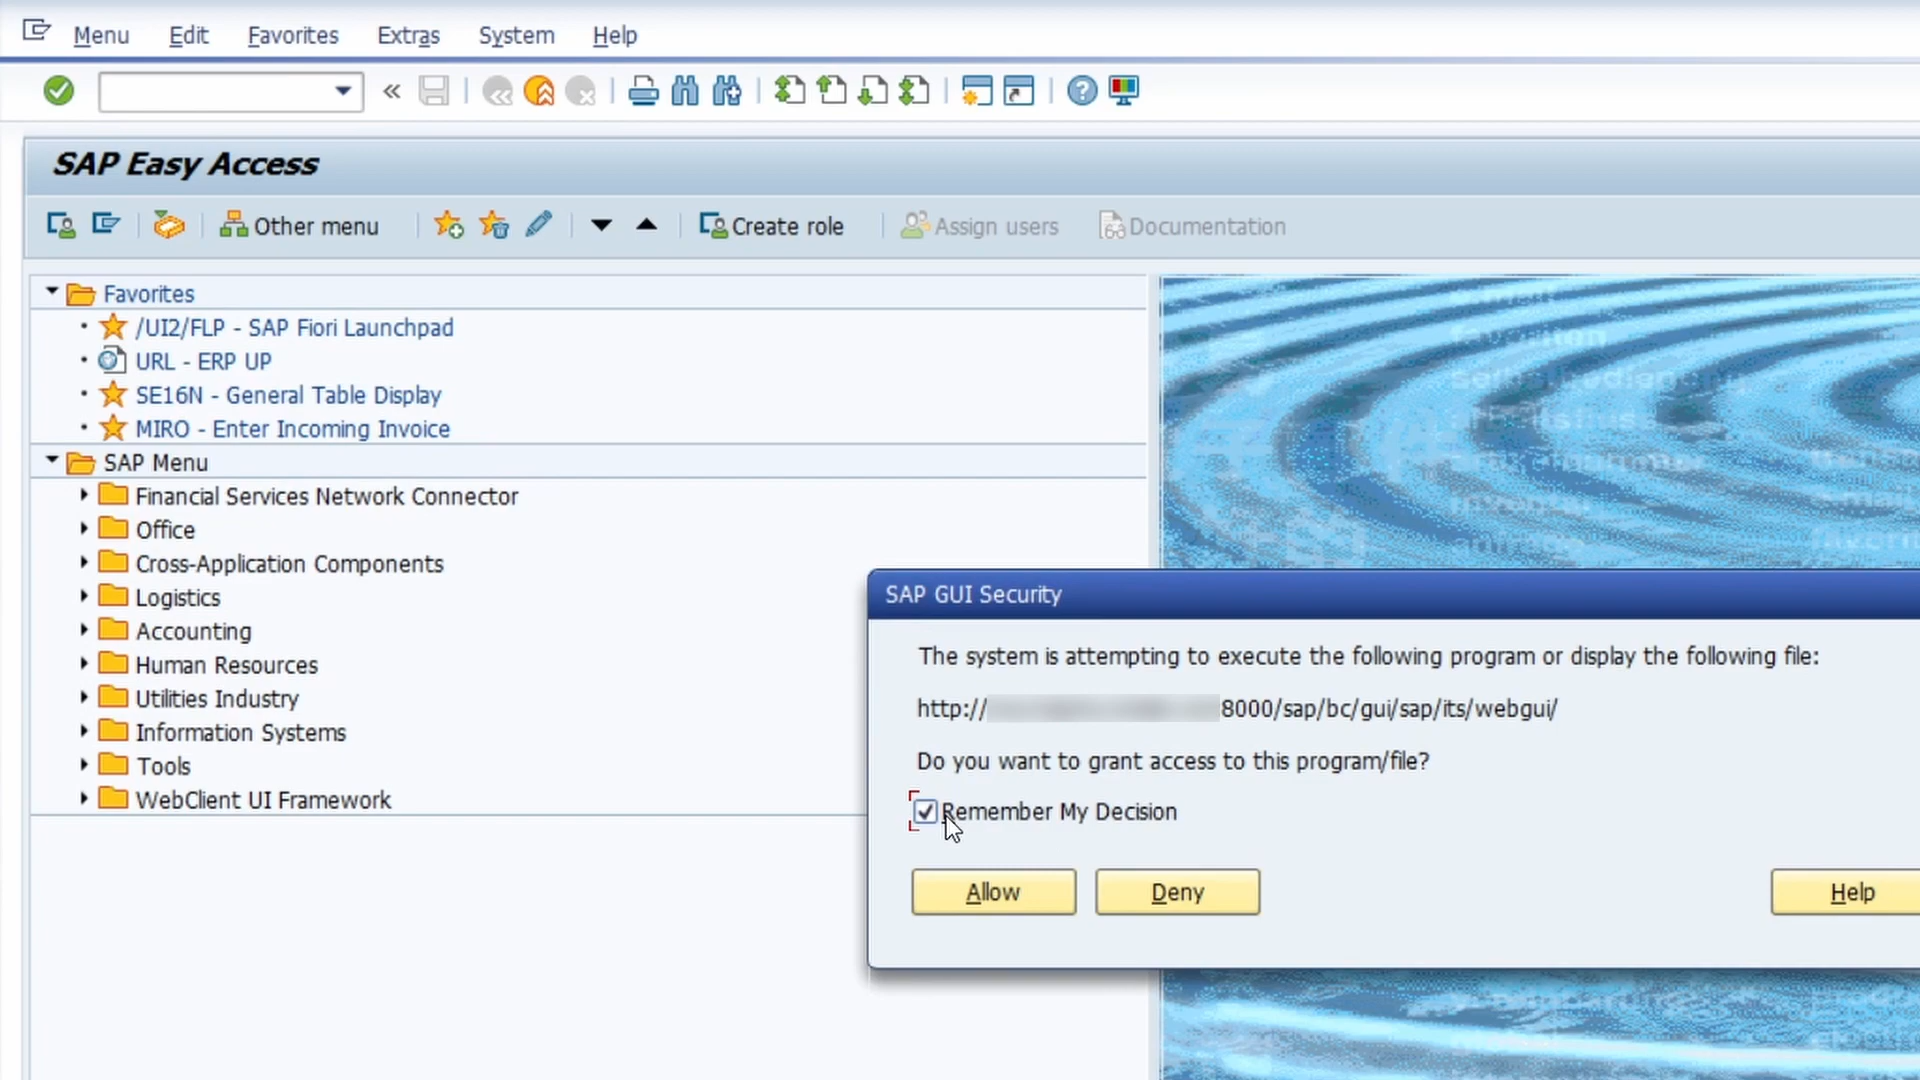 Menu Edit Favorites Extras System Help
SAP Easy Access
Other menu Create role Assign users Documentation
Favorites
/UI2/FLP - SAP Fiori Launchpad
URL - ERP UP
SE16N - General Table Display
MIRO - Enter Incoming Invoice
SAP Menu
Financial Services Network Connector
Office
Cross-Application Components
Logistics
Accounting
Human Resources
Utilities Industry
Information Systems
Tools
WebClient UI Framework
SAP GUI Security
The system is attempting to execute the following program or display the following file:
http:// 8000/sap/bc/gui/sap/its/webgui/
Do you want to grant access to this program/file?
Remember My Decision
Allow Deny Help